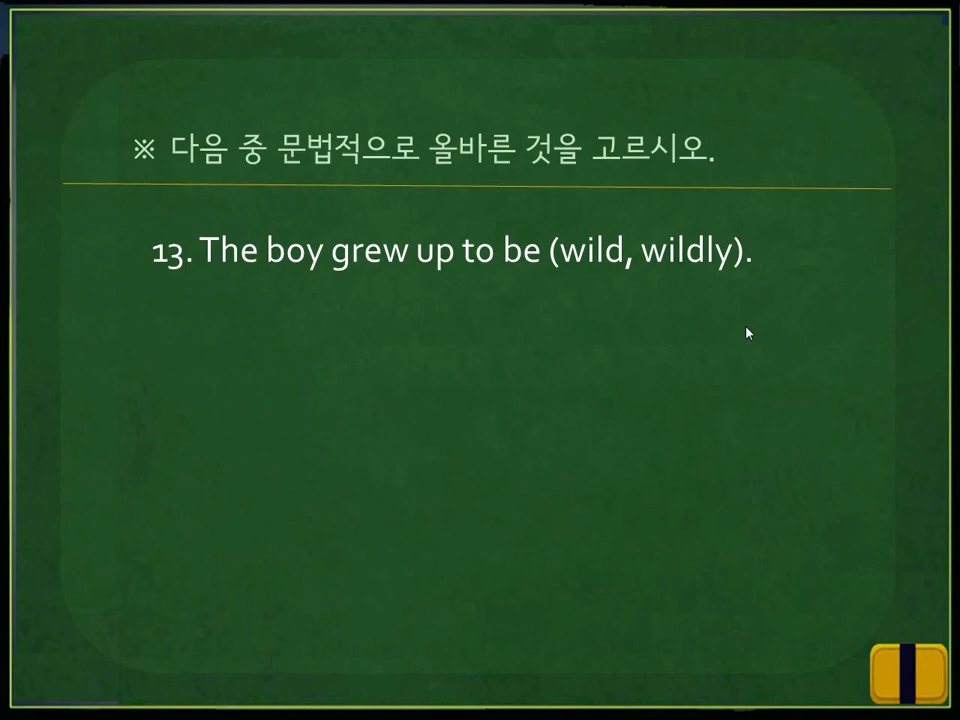 ※ 다음 중 문법적으로 올바른 것을 고르시오.
13. The boy grew up to be (wild, wildly).